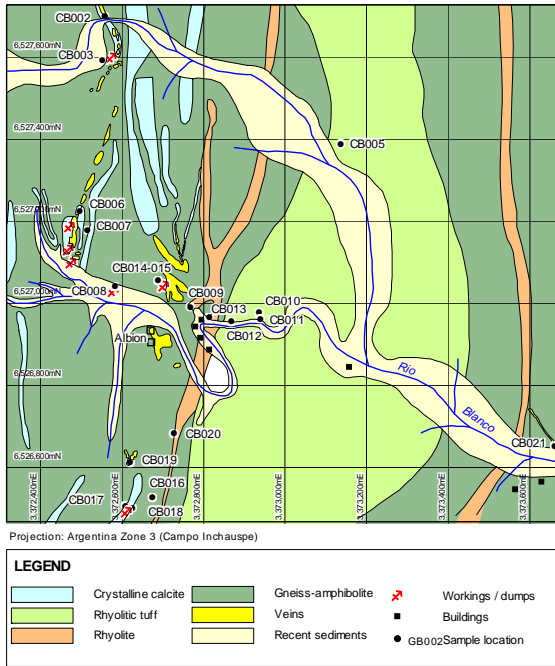 CB002
6,527,600mN
CB003
6,527,400mN
CB005
6,527,200mN
CB006
CB007
CB014-015
6,527,000mN
CB008
CB009
CB010
CB013
CB011
CB012
Albion
6,526,800mN
Rio
Blanco
CB020
CB021
6,526,600mN
CB019
CB017
CB016
CB018
3,372,400mE
3,372,600mE
3,372,800mE
3,373,000mE
3,373,200mE
3,373,400mE
3,373,600mE
Projection: Argentina Zone 3 (Campo Inchauspe)
LEGEND
Crystalline calcite
Gneiss-amphibolite
Workings / dumps
Rhyolitic tuff
Veins
Buildings
Rhyolite
Recent sediments
GB002 Sample location